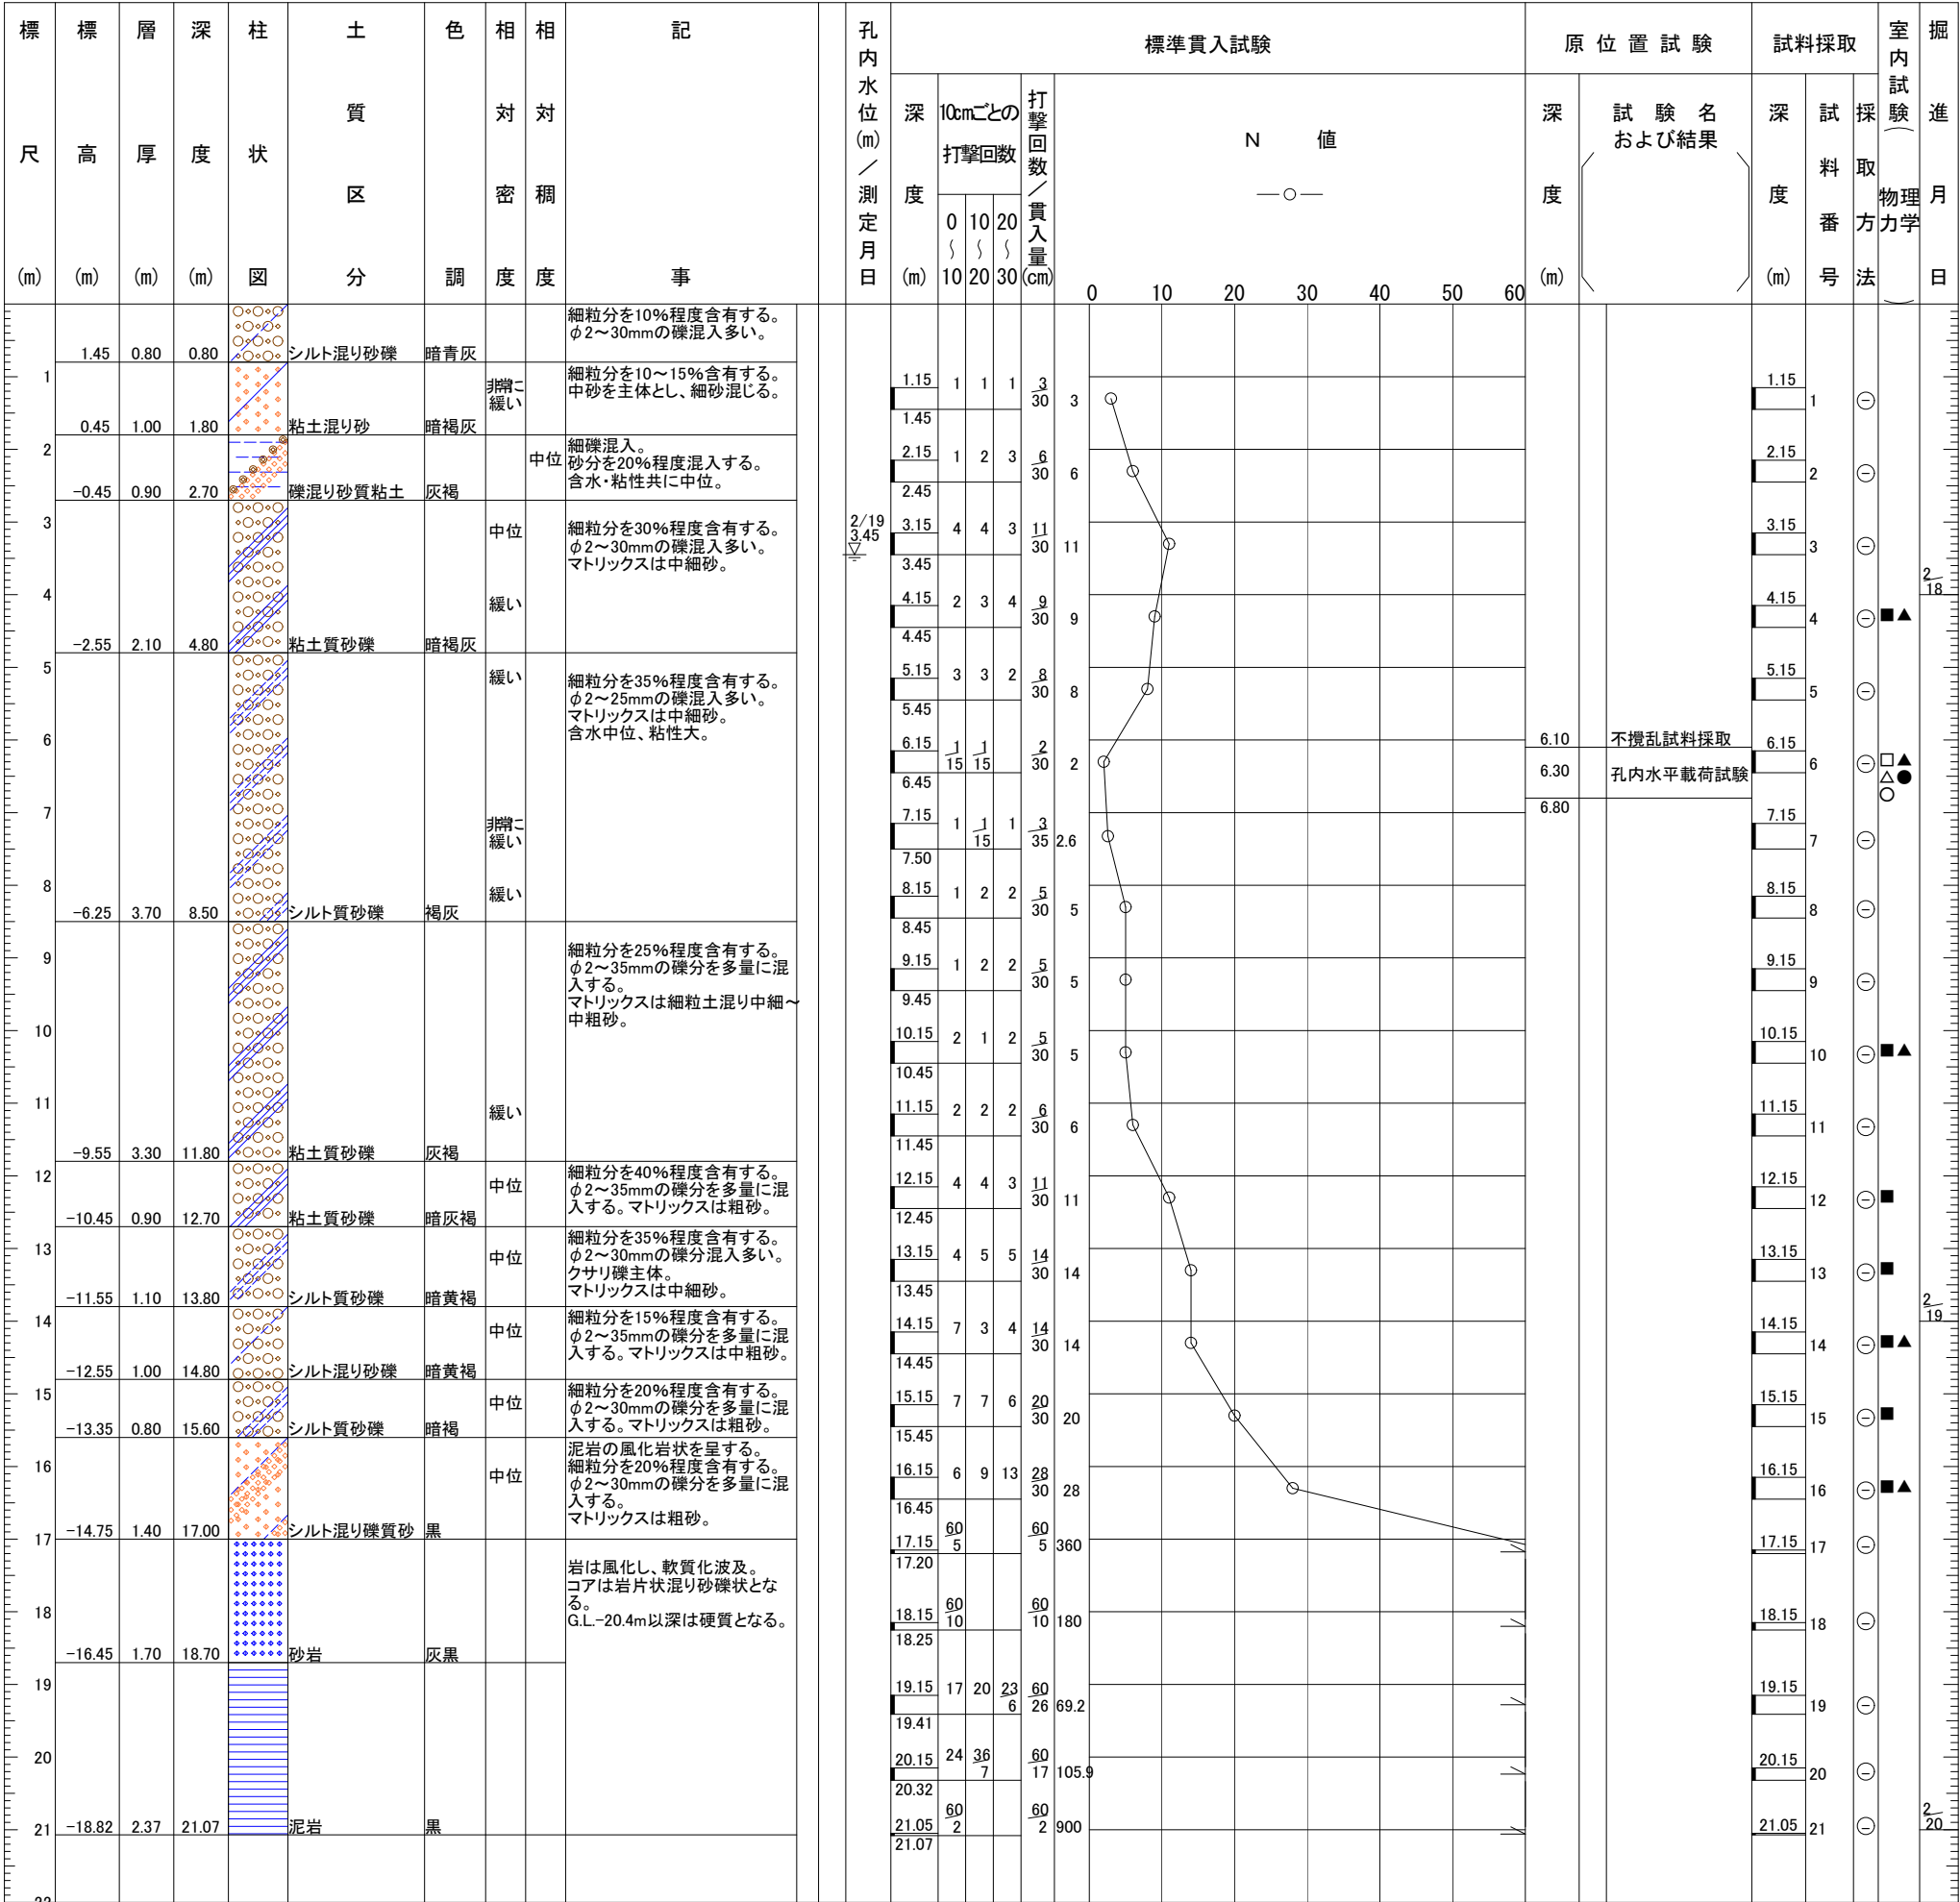 標尺(m)
標高(m)
層厚(m)
深度(m)
柱状図
土質区分
色調
相対密度
相対稠度
記事
孔内水位(m)／測定月日
標準貫入試験
深度(m)
10cmごとの
打撃回数
0〜10
10〜20
20〜30
打撃回数／貫入量(cm)
N 値
0 10 20 30 40 50 60
原位置試験
深度(m)
試験名
および結果
試料採取
深度(m)
試料番号
採取方法
室内試験(物理力学)
掘進月日
1.45 0.80 0.80 シルト混り砂礫 暗青灰
細粒分を10%程度含有する。
φ2〜30mmの礫混入多い。
0.45 1.00 1.80 粘土混り砂 暗褐灰
非常に
緩い
細粒分を10〜15%含有する。
中砂を主体とし、細砂混じる。
-0.45 0.90 2.70 礫混り砂質粘土 灰褐
中位
細礫混入。
砂分を20%程度混入する。
含水・粘性共に中位。
-2.55 2.10 4.80 粘土質砂礫 暗褐灰
中位
緩い
細粒分を30%程度含有する。
φ2〜30mmの礫混入多い。
マトリックスは中細砂。
-6.25 3.70 8.50 シルト質砂礫 褐灰
緩い
非常に
緩い
緩い
細粒分を35%程度含有する。
φ2〜25mmの礫混入多い。
マトリックスは中細砂。
含水中位、粘性大。
-9.55 3.30 11.80 粘土質砂礫 灰褐
緩い
細粒分を25%程度含有する。
φ2〜35mmの礫分を多量に混
入する。
マトリックスは細粒土混り中細〜
中粗砂。
-10.45 0.90 12.70 粘土質砂礫 暗灰褐
中位
細粒分を40%程度含有する。
φ2〜35mmの礫分を多量に混
入する。マトリックスは粗砂。
-11.55 1.10 13.80 シルト質砂礫 暗黄褐
中位
細粒分を35%程度含有する。
φ2〜30mmの礫分混入多い。
クサリ礫主体。
マトリックスは中細砂。
-12.55 1.00 14.80 シルト混り砂礫 暗黄褐
中位
細粒分を15%程度含有する。
φ2〜35mmの礫分を多量に混
入する。マトリックスは中粗砂。
-13.35 0.80 15.60 シルト質砂礫 暗褐
中位
細粒分を20%程度含有する。
φ2〜30mmの礫分を多量に混
入する。マトリックスは粗砂。
-14.75 1.40 17.00 シルト混り礫質砂 黒
中位
泥岩の風化岩状を呈する。
細粒分を20%程度含有する。
φ2〜30mmの礫分を多量に混
入する。
マトリックスは粗砂。
-16.45 1.70 18.70 砂岩 灰黒
岩は風化し、軟質化波及。
コアは岩片状混り砂礫状とな
る。
G.L.-20.4m以深は硬質となる。
-18.82 2.37 21.07 泥岩 黒
1
2
3
4
5
6
7
8
9
10
11
12
13
14
15
16
17
18
19
20
21
2/19
3.45
1.15 1 1 1 3/30 3
1.45
2.15 1 2 3 6/30 6
2.45
3.15 4 4 3 11/30 11
3.45
4.15 2 3 4 9/30 9
4.45
5.15 3 3 2 8/30 8
5.45
6.15 1/15 1/15 2/30 2
6.45
7.15 1 1/15 1 3/35 2.6
7.50
8.15 1 2 2 5/30 5
8.45
9.15 1 2 2 5/30 5
9.45
10.15 2 1 2 5/30 5
10.45
11.15 2 2 2 6/30 6
11.45
12.15 4 4 3 11/30 11
12.45
13.15 4 5 5 14/30 14
13.45
14.15 7 3 4 14/30 14
14.45
15.15 7 7 6 20/30 20
15.45
16.15 6 9 13 28/30 28
16.45
17.15 60/5 60/5 360
17.20
18.15 60/10 60/10 180
18.25
19.15 17 20 23/6 60/26 69.2
19.41
20.15 24 36/7 60/17 105.9
20.32
21.05 60/2 60/2 900
21.07
6.10 不攪乱試料採取
6.30 孔内水平載荷試験
6.80
1.15 1
2.15 2
3.15 3
4.15 4
5.15 5
6.15 6
7.15 7
8.15 8
9.15 9
10.15 10
11.15 11
12.15 12
13.15 13
14.15 14
15.15 15
16.15 16
17.15 17
18.15 18
19.15 19
20.15 20
21.05 21
2/18
2/19
2/20